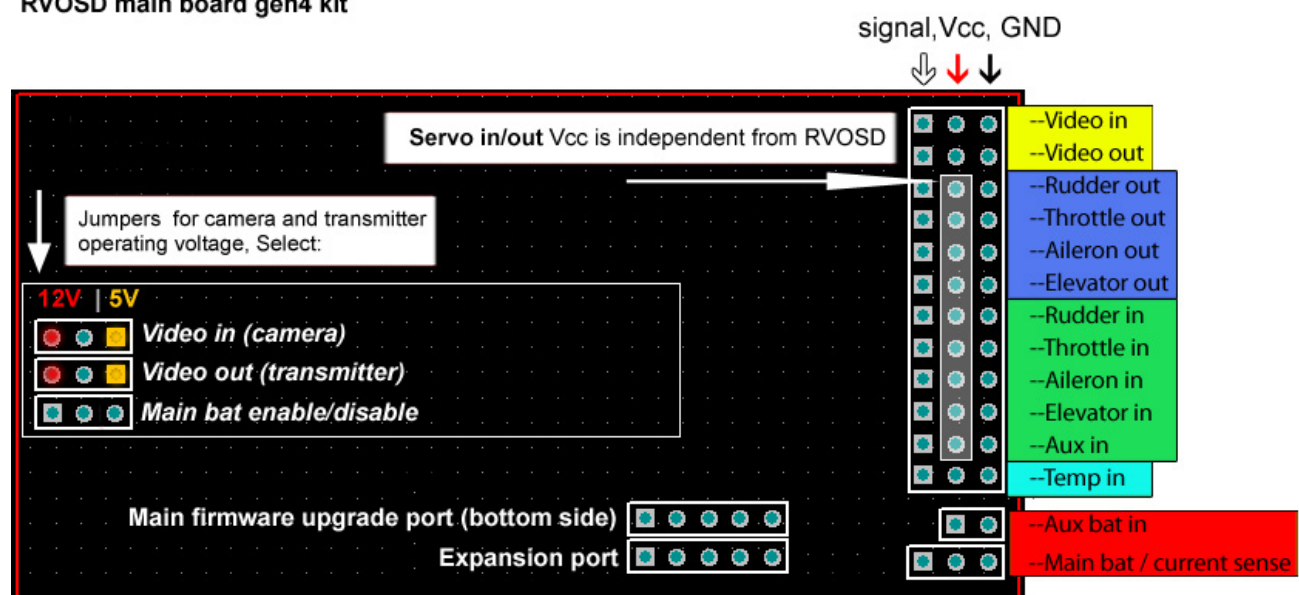 RVOSD main board gen4 kit
signal,Vcc, GND
Servo in/out Vcc is independent from RVOSD
--Video in
--Video out
--Rudder out
--Throttle out
--Aileron out
--Elevator out
--Rudder in
--Throttle in
--Aileron in
--Elevator in
--Aux in
--Temp in
--Aux bat in
--Main bat / current sense
Jumpers for camera and transmitter
operating voltage, Select:
12V | 5V
Video in (camera)
Video out (transmitter)
Main bat enable/disable
Main firmware upgrade port (bottom side)
Expansion port